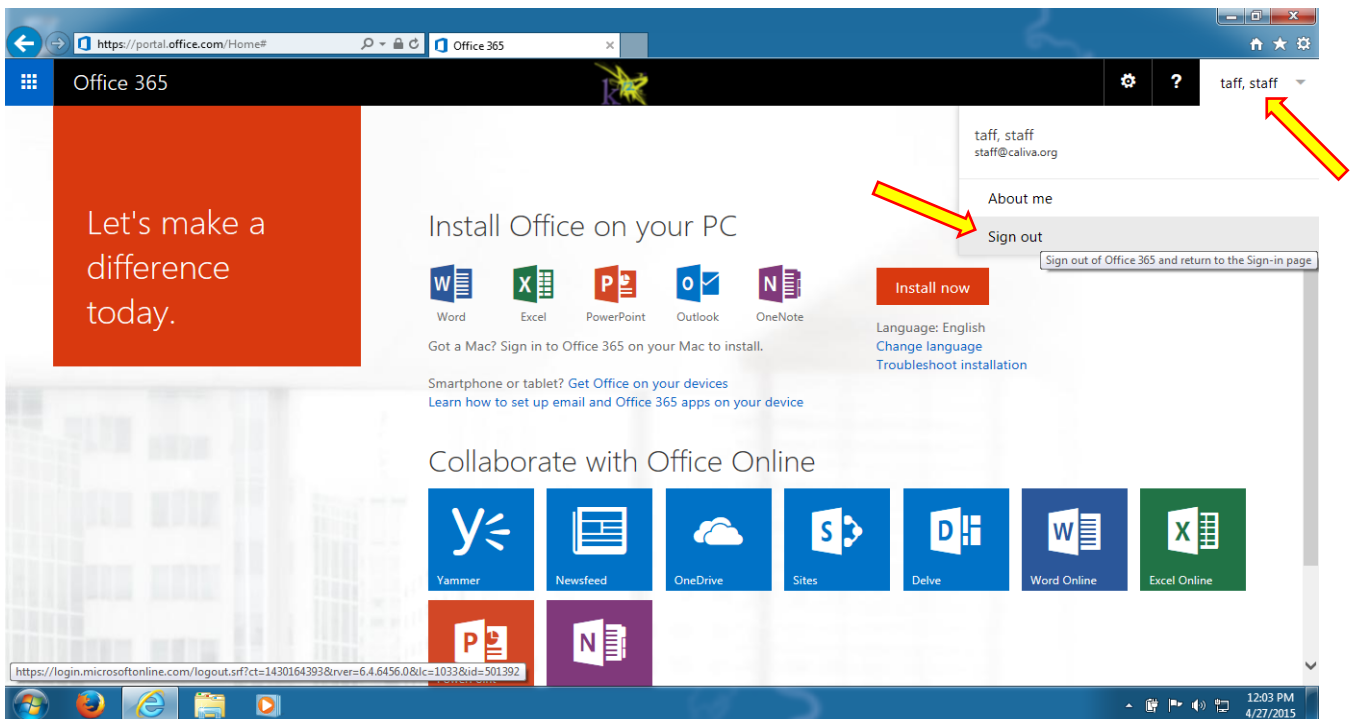 https://portal.office.com/Home#
Office 365
Office 365
k
?
taff, staff
taff, staff
staff@caliva.org
About me
Sign out
Sign out of Office 365 and return to the Sign-in page
Let's make a
difference
today.
Install Office on your PC
Word Excel PowerPoint Outlook OneNote
Install now
Got a Mac? Sign in to Office 365 on your Mac to install.
Language: English
Change language
Troubleshoot installation
Smartphone or tablet? Get Office on your devices
Learn how to set up email and Office 365 apps on your device
Collaborate with Office Online
Yammer Newsfeed OneDrive Sites Delve Word Online Excel Online
https://login.microsoftonline.com/logout.srf?ct=1430164393&rver=6.4.6456.0&lc=1033&id=501392
12:03 PM
4/27/2015